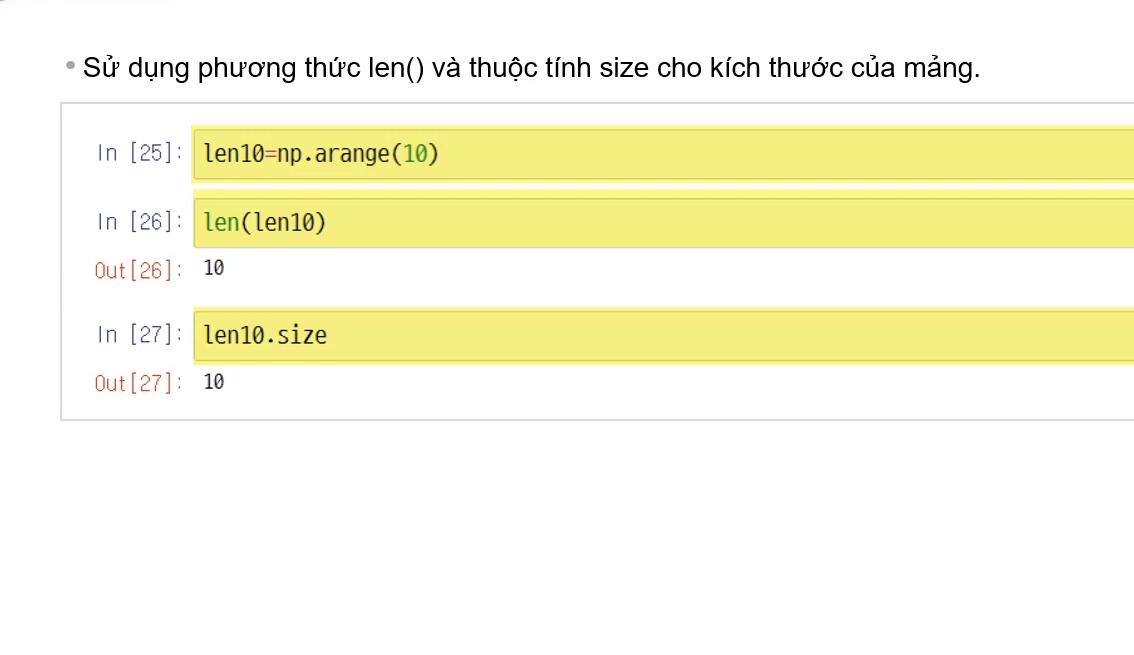 • Sử dụng phương thức len() và thuộc tính size cho kích thước của mảng.
In [25]: len10=np.arange(10)
In [26]: len(len10)
Out[26]: 10
In [27]: len10.size
Out[27]: 10